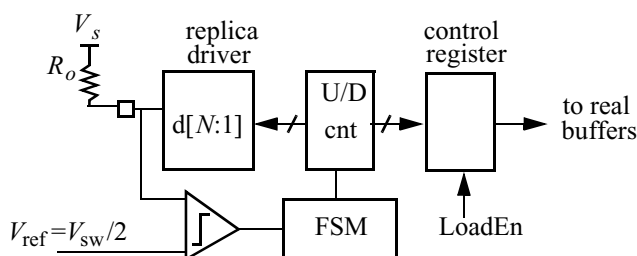 V_s
replica
driver
control
register
R_o
d[N:1]
U/D
cnt
to real
buffers
V_ref=V_sw/2
FSM
LoadEn